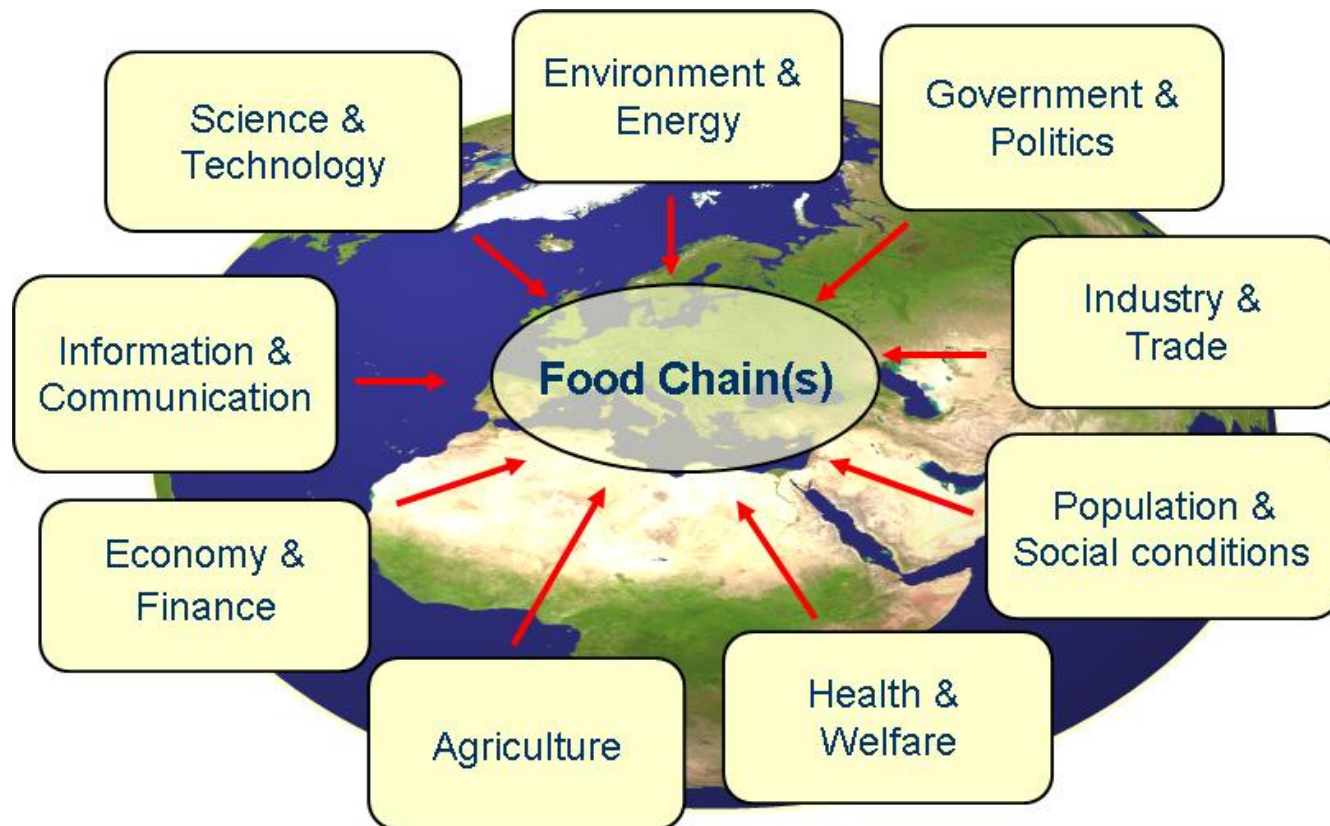 Environment &
Energy
Government &
Politics
Science &
Technology
Industry &
Trade
Information &
Communication
Food Chain(s)
Population &
Social conditions
Economy &
Finance
Health &
Welfare
Agriculture